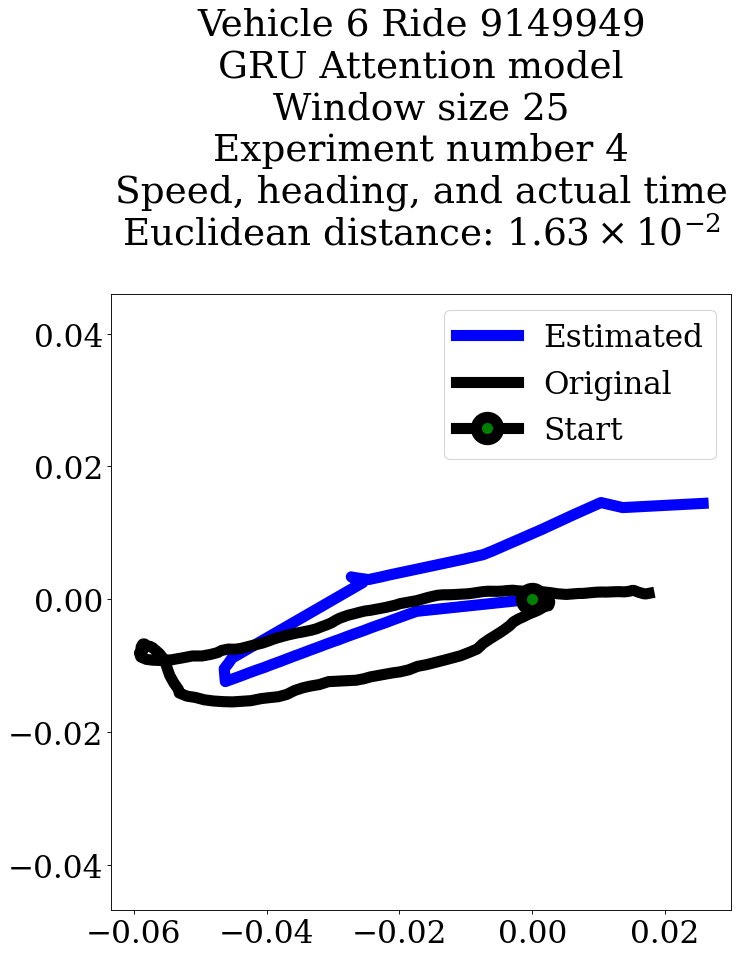 Vehicle 6 Ride 9149949
GRU Attention model
Window size 25
Experiment number 4
Speed, heading, and actual time
Euclidean distance: 1.63 × 10⁻²
Estimated
Original
Start
0.04
0.02
0.00
−0.02
−0.04
−0.06 −0.04 −0.02 0.00 0.02